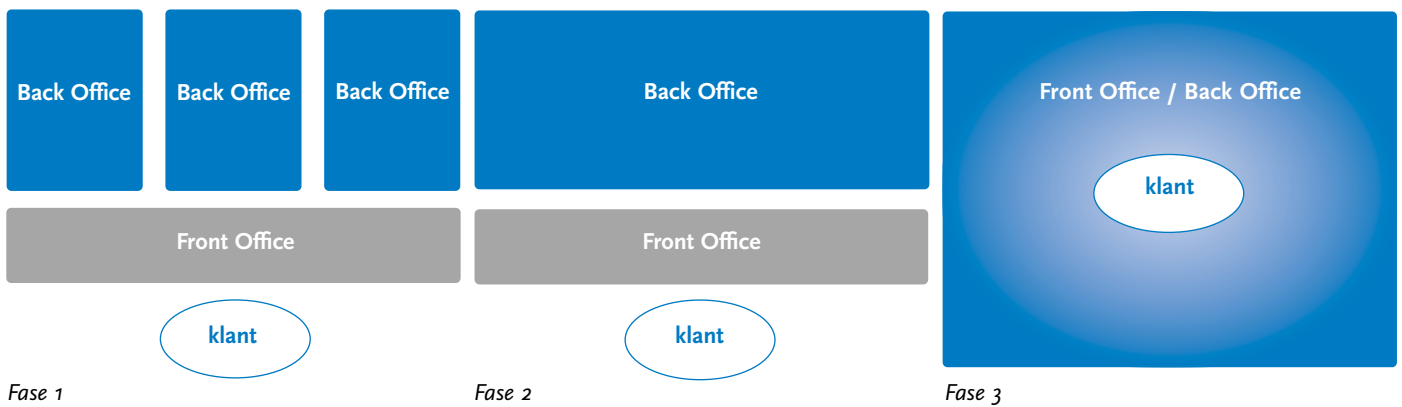 Back Office
Back Office
Back Office
Front Office
klant
Fase 1
Back Office
Front Office
klant
Fase 2
Front Office / Back Office
klant
Fase 3